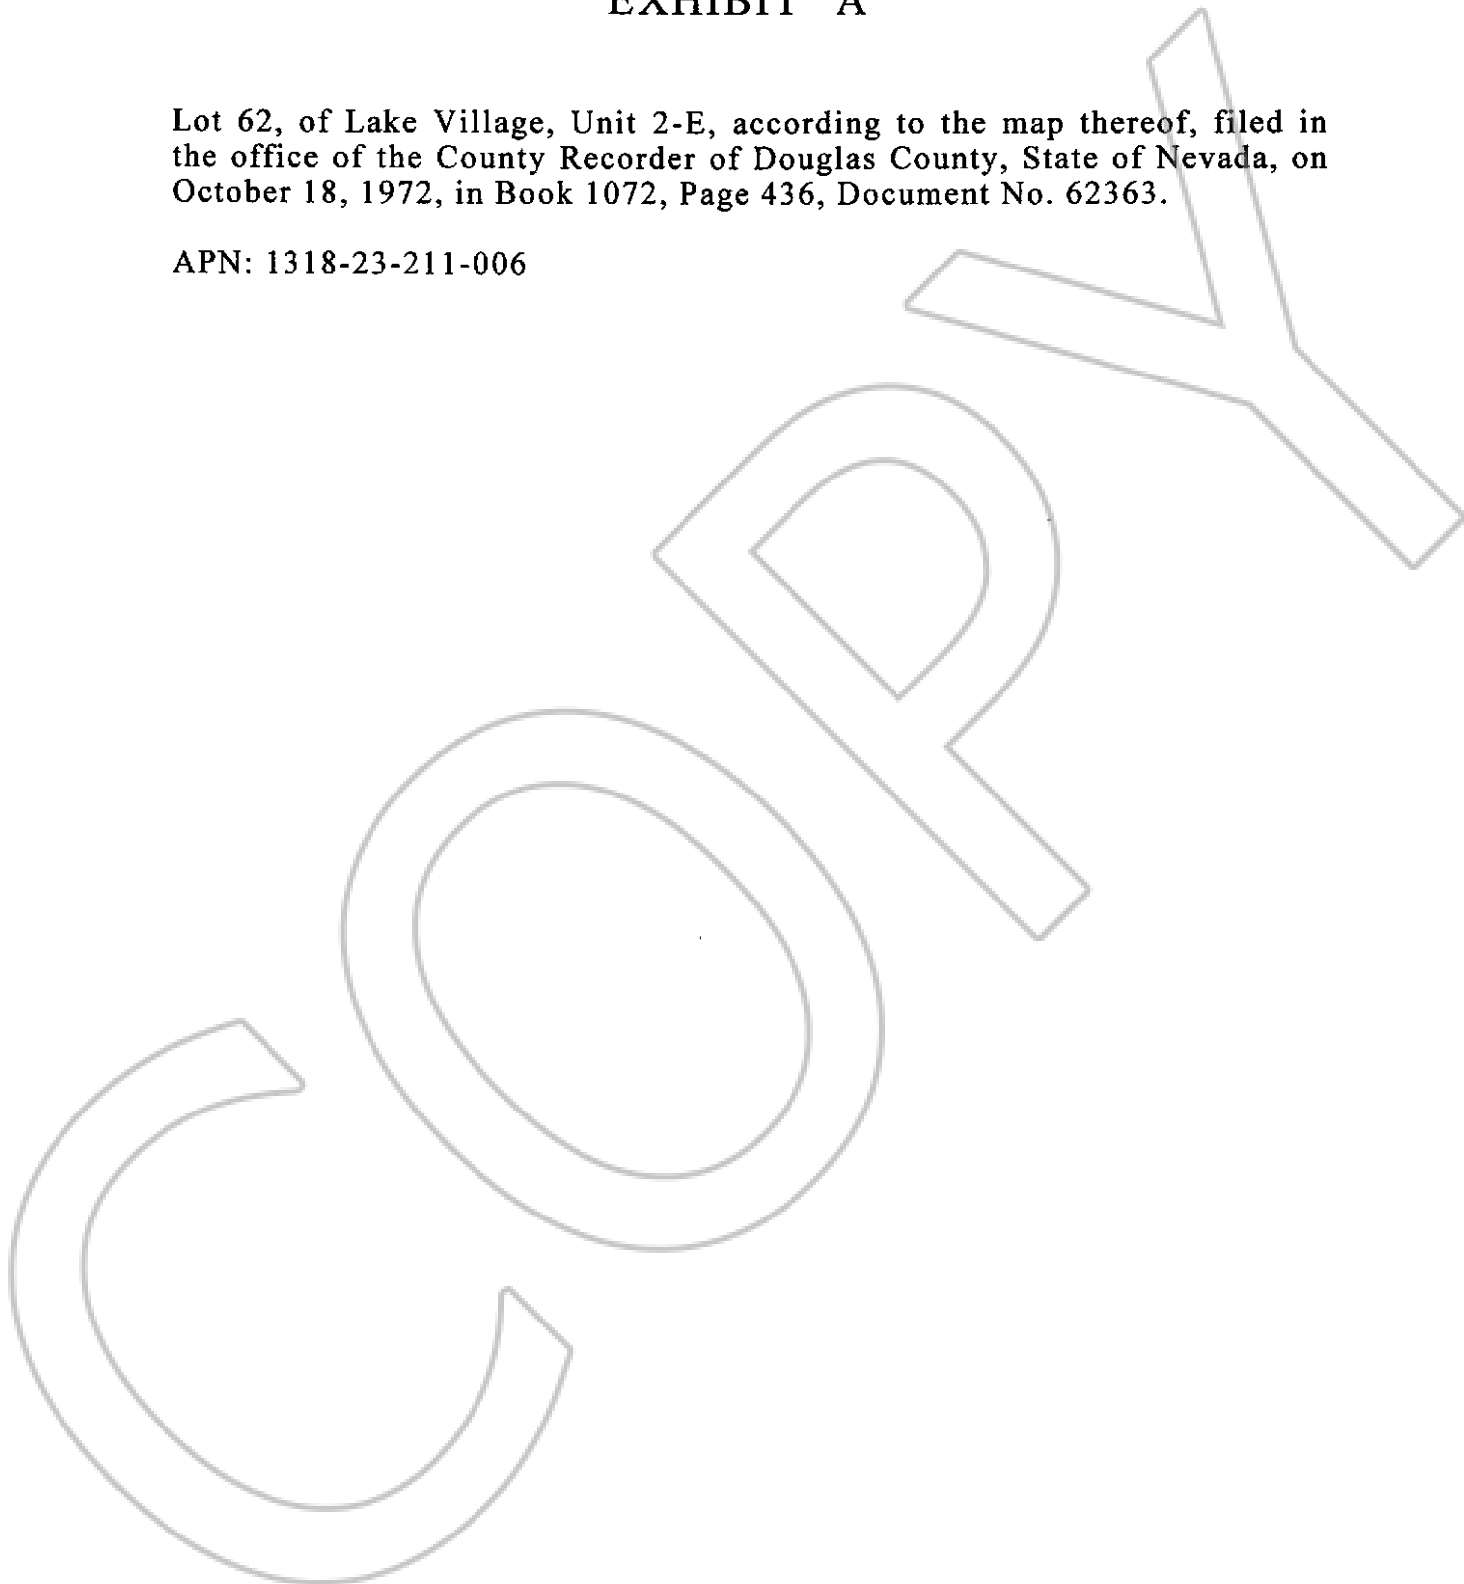 EXHIBIT A
Lot 62, of Lake Village, Unit 2-E, according to the map thereof, filed in
the office of the County Recorder of Douglas County, State of Nevada, on
October 18, 1972, in Book 1072, Page 436, Document No. 62363.
APN: 1318-23-211-006
COPY